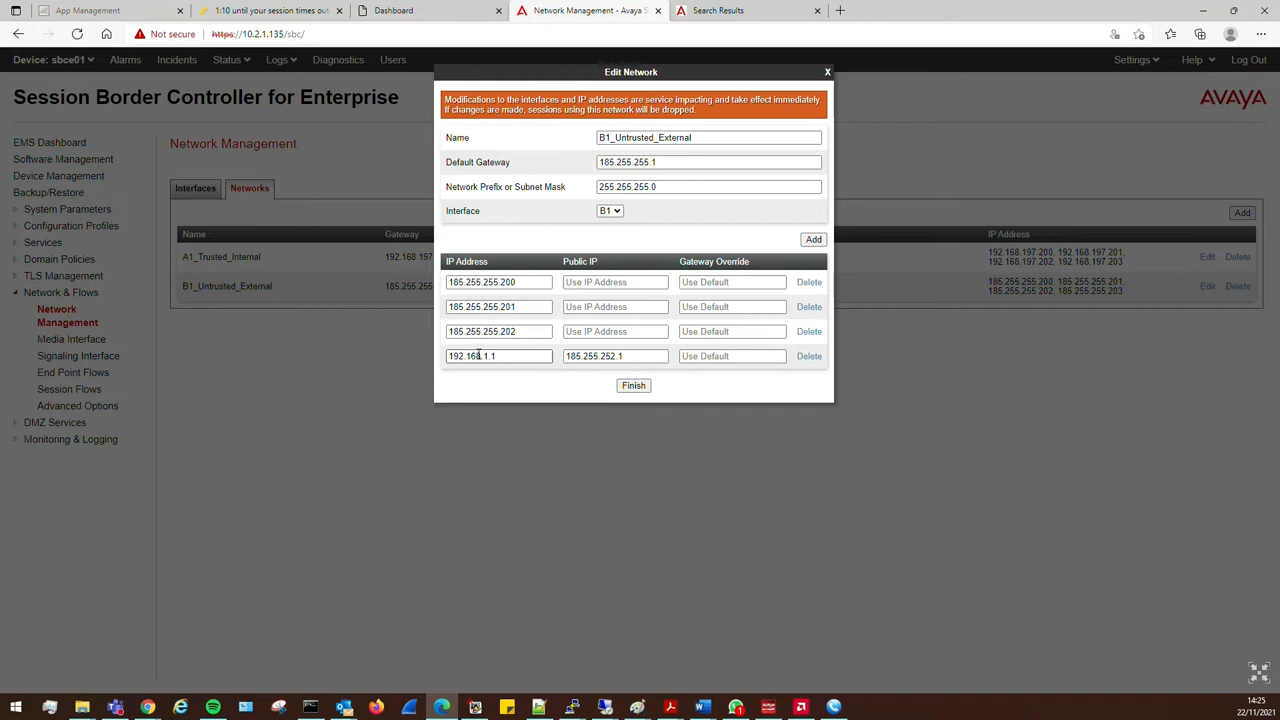 App Management
1:10 until your session times out
Dashboard
Network Management - Avaya S
Search Results
Not secure
https://10.2.1.135/sbc/
Device: sbce01
Alarms
Incidents
Status
Logs
Diagnostics
Users
Settings
Help
Log Out
Session Border Controller for Enterprise
AVAYA
EMS Dashboard
Software Management
Device Management
Backup/Restore
System Parameters
Configuration Profiles
Services
Domain Policies
TLS Management
Network & Flows
Network
Management
Media Interface
Signaling Interface
End Point Flows
Session Flows
Advanced Options
DMZ Services
Monitoring & Logging
Network Management
Interfaces
Networks
Add
Name
Gateway
IP Address
A1_Trusted_Internal
192.168.197
192.168.197.200, 192.168.197.201,
192.168.197.202, 192.168.197.203
Edit
Delete
B1_Untrusted_External
185.255.255
185.255.255.200, 185.255.255.201,
185.255.255.202, 185.255.255.203
Edit
Delete
Edit Network
X
Modifications to the interfaces and IP addresses are service impacting and take effect immediately.
If changes are made, sessions using this network will be dropped.
Name
B1_Untrusted_External
Default Gateway
185.255.255.1
Network Prefix or Subnet Mask
255.255.255.0
Interface
B1
Add
IP Address
Public IP
Gateway Override
185.255.255.200
Use IP Address
Use Default
Delete
185.255.255.201
Use IP Address
Use Default
Delete
185.255.255.202
Use IP Address
Use Default
Delete
192.168.1.1
185.255.252.1
Use Default
Delete
Finish
14:25
22/11/2021